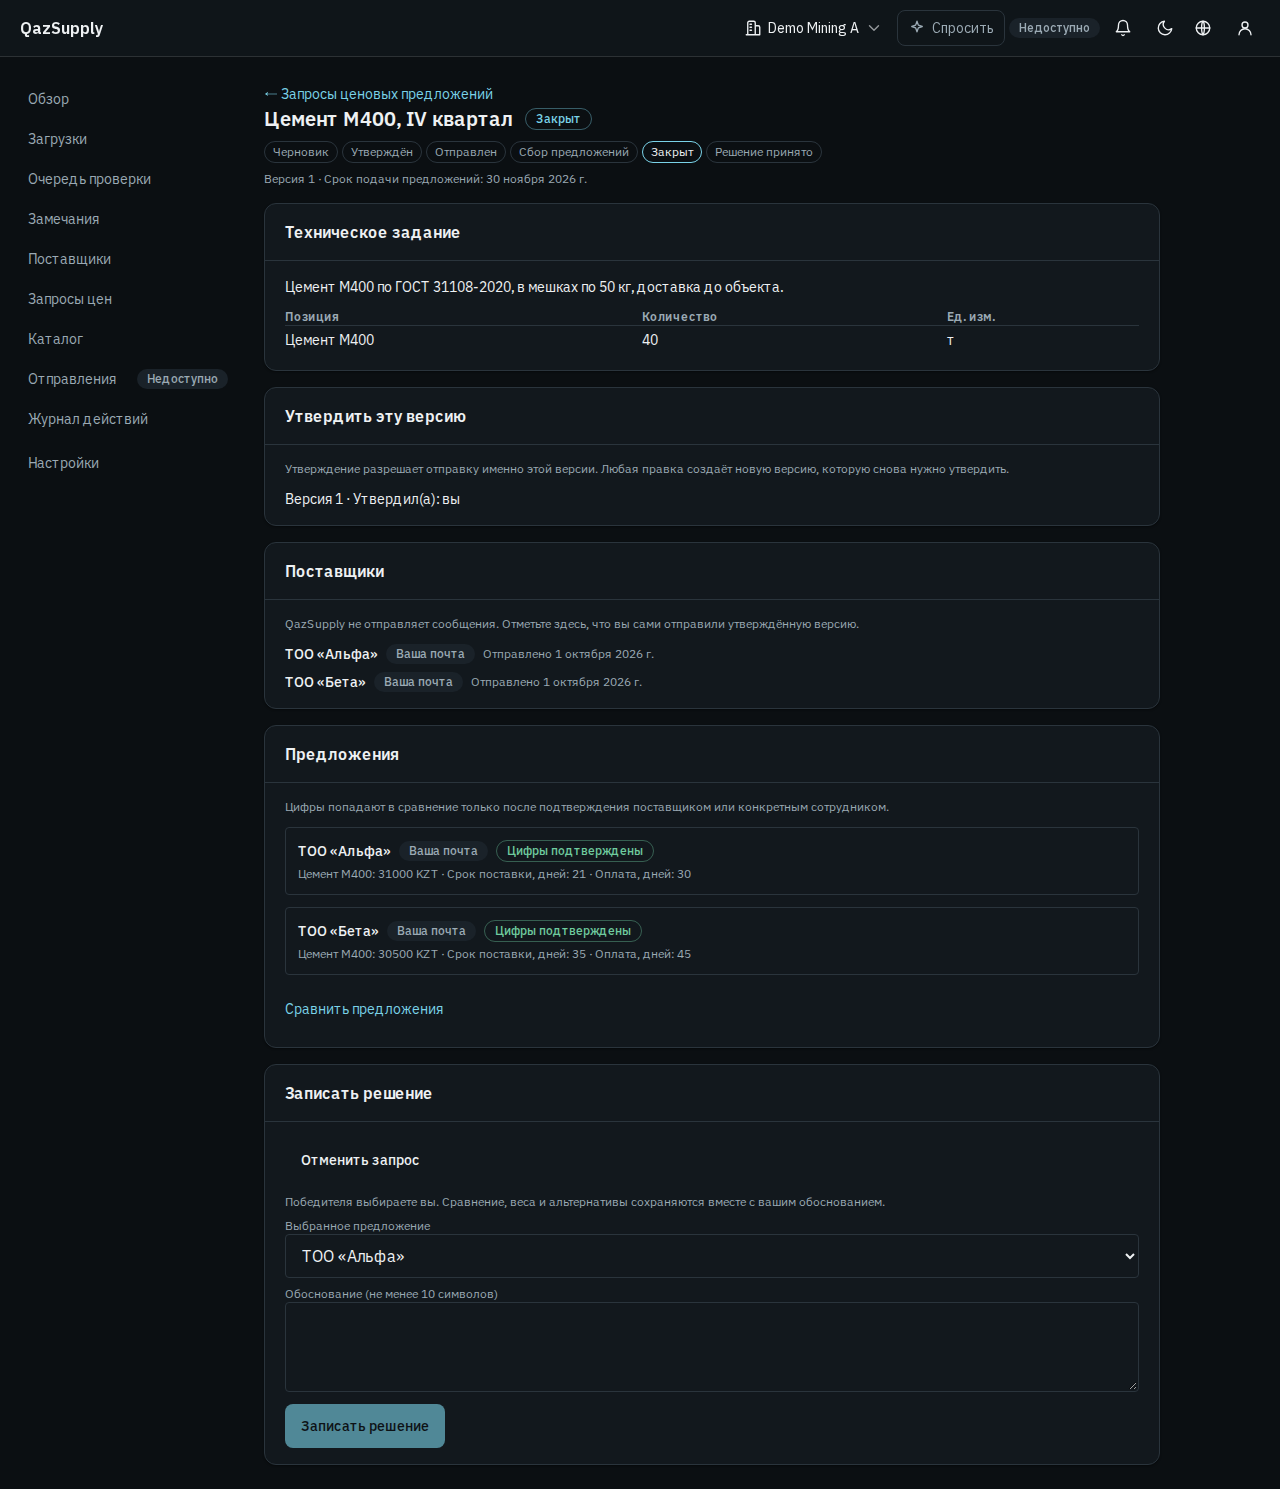 QazSupply
Demo Mining A
Спросить
Недоступно
Обзор
Загрузки
Очередь проверки
Замечания
Поставщики
Запросы цен
Каталог
Отправления Недоступно
Журнал действий
Настройки
← Запросы ценовых предложений
Цемент М400, IV квартал Закрыт
Черновик Утверждён Отправлен Сбор предложений Закрыт Решение принято
Версия 1 · Срок подачи предложений: 30 ноября 2026 г.
Техническое задание
Цемент М400 по ГОСТ 31108-2020, в мешках по 50 кг, доставка до объекта.
Позиция Количество Ед. изм.
Цемент М400 40 т
Утвердить эту версию
Утверждение разрешает отправку именно этой версии. Любая правка создаёт новую версию, которую снова нужно утвердить.
Версия 1 · Утвердил(а): вы
Поставщики
QazSupply не отправляет сообщения. Отметьте здесь, что вы сами отправили утверждённую версию.
ТОО «Альфа» Ваша почта Отправлено 1 октября 2026 г.
ТОО «Бета» Ваша почта Отправлено 1 октября 2026 г.
Предложения
Цифры попадают в сравнение только после подтверждения поставщиком или конкретным сотрудником.
ТОО «Альфа» Ваша почта Цифры подтверждены
Цемент М400: 31000 KZT · Срок поставки, дней: 21 · Оплата, дней: 30
ТОО «Бета» Ваша почта Цифры подтверждены
Цемент М400: 30500 KZT · Срок поставки, дней: 35 · Оплата, дней: 45
Сравнить предложения
Записать решение
Отменить запрос
Победителя выбираете вы. Сравнение, веса и альтернативы сохраняются вместе с вашим обоснованием.
Выбранное предложение
ТОО «Альфа»
Обоснование (не менее 10 символов)
Записать решение